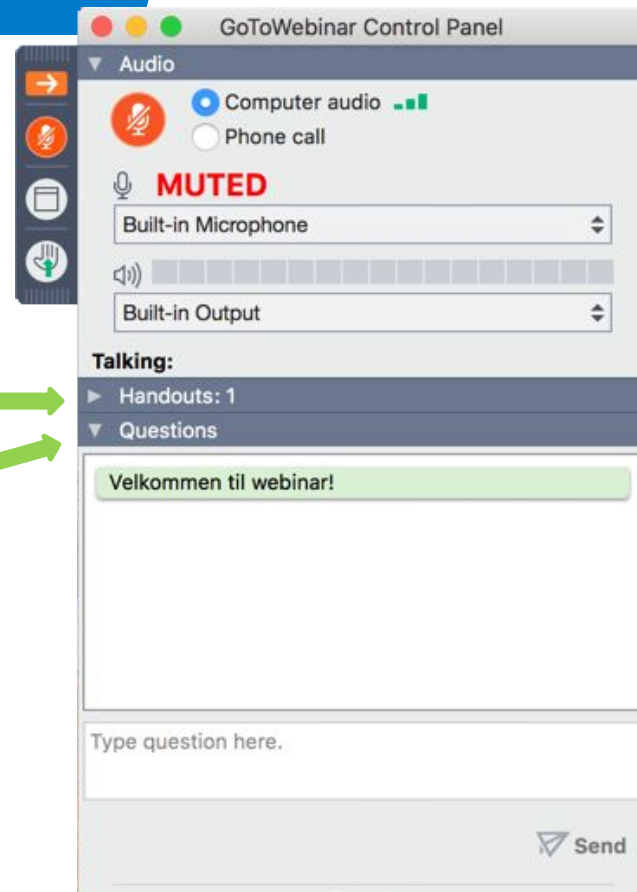 GoToWebinar Control Panel
Audio
Computer audio
Phone call
MUTED
Built-in Microphone
Built-in Output
Talking:
Handouts: 1
Questions
Velkommen til webinar!
Type question here.
Send